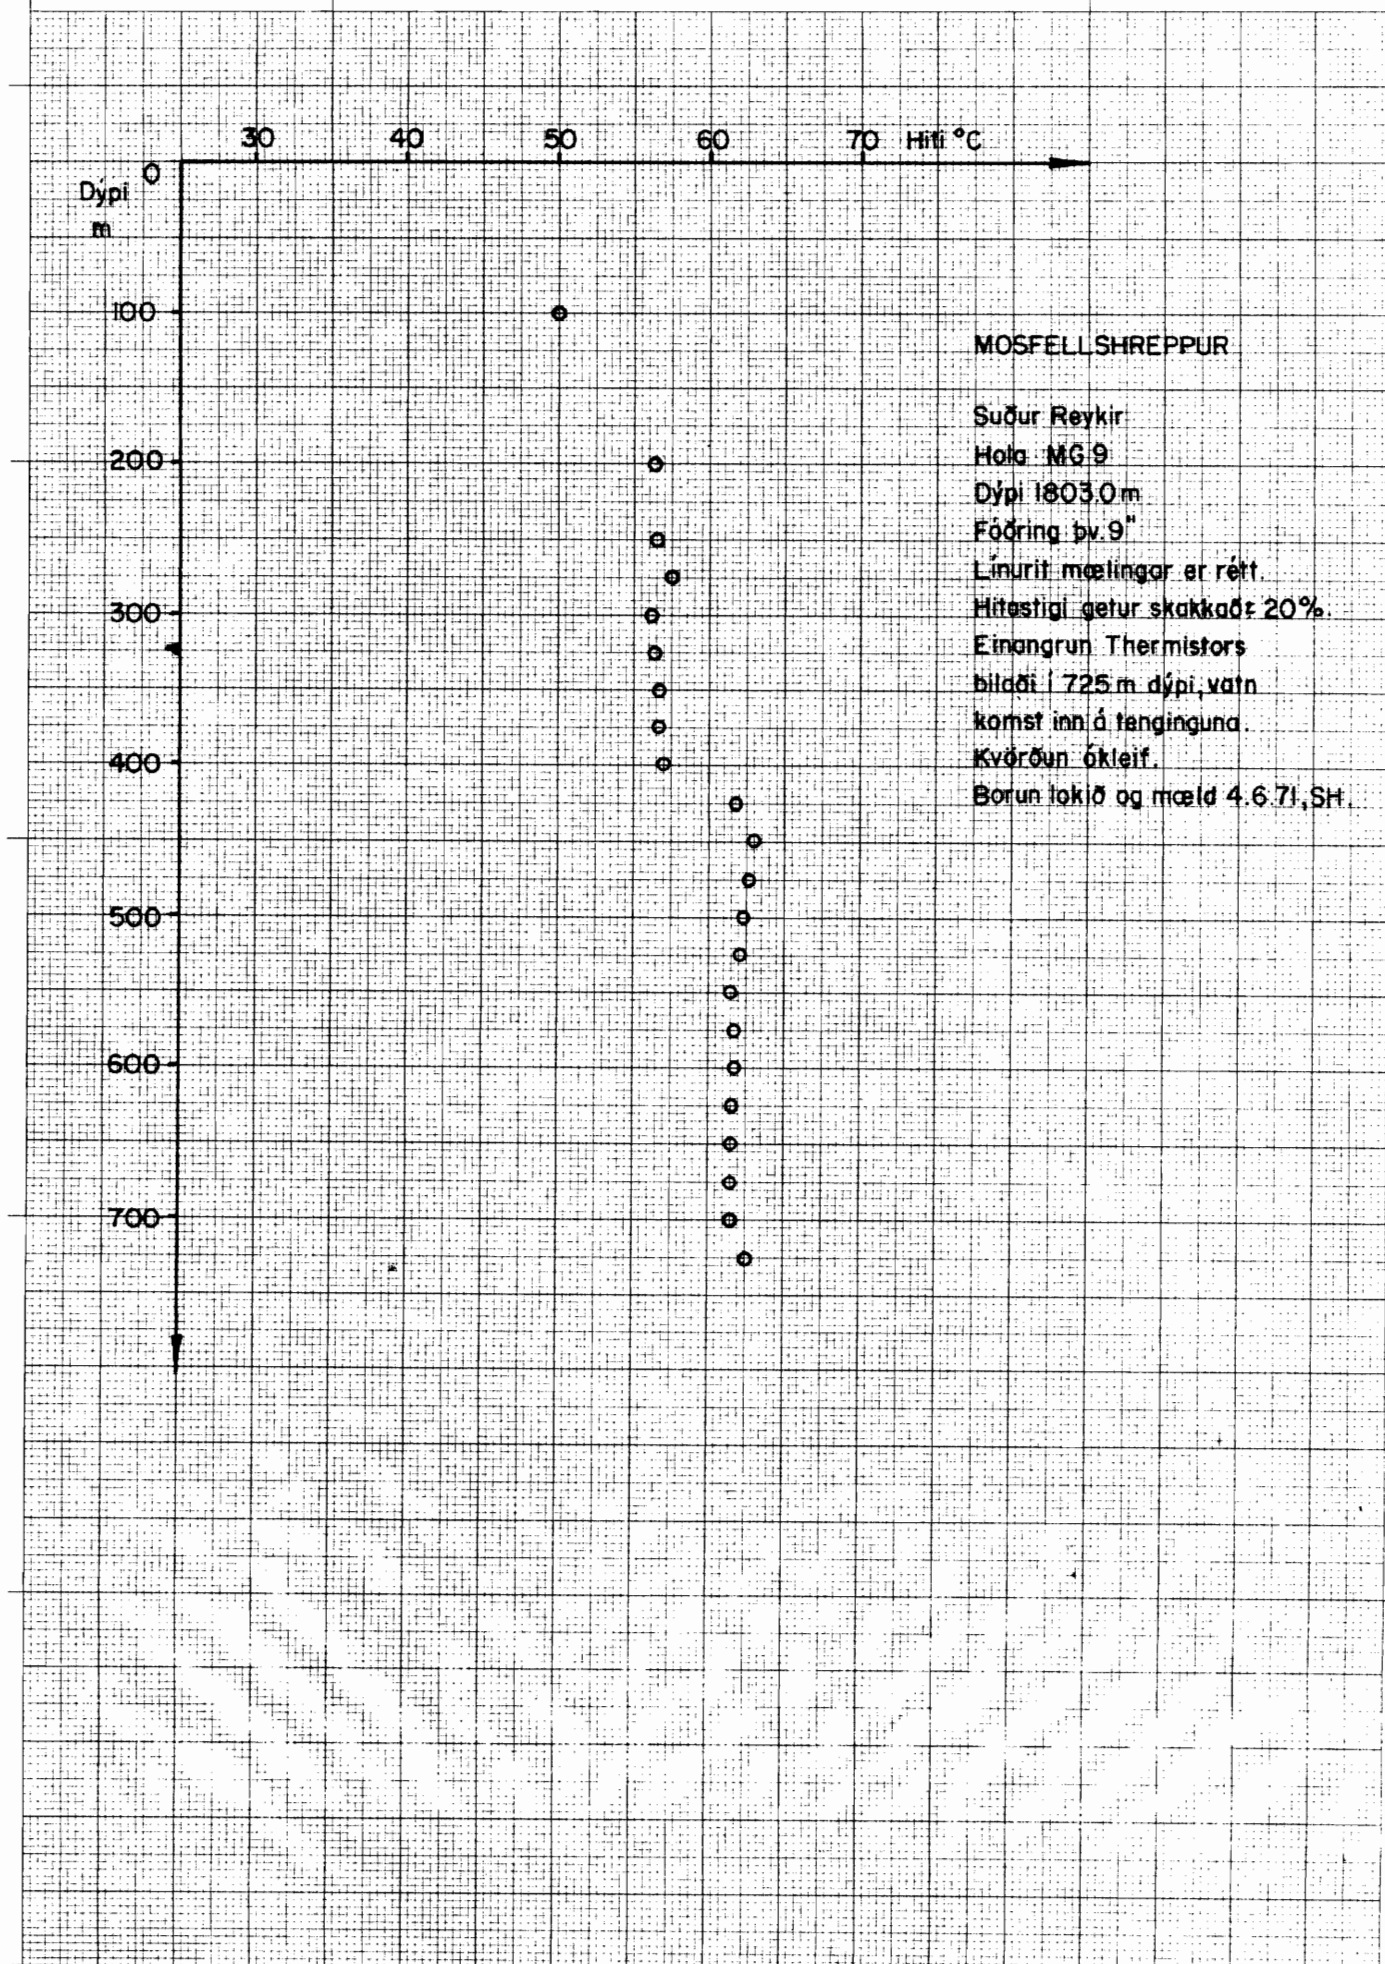 30 40 50 60 70 Hiti °C
0
Dýpi
m
100
200
300
400
500
600
700
MOSFELLSHREPPUR
Suður Reykir
Hola MG 9
Dýpi 1803.0 m
Fóðring þv. 9"
Línurit mælingar er rétt.
Hitastigi getur skakkað ± 20%.
Einangrun Thermistors
bilaði í 725 m dýpi, vatn
komst inn á tenginguna.
Kvörðun ókleif.
Borun lokið og mæld 4.6.71, SH.